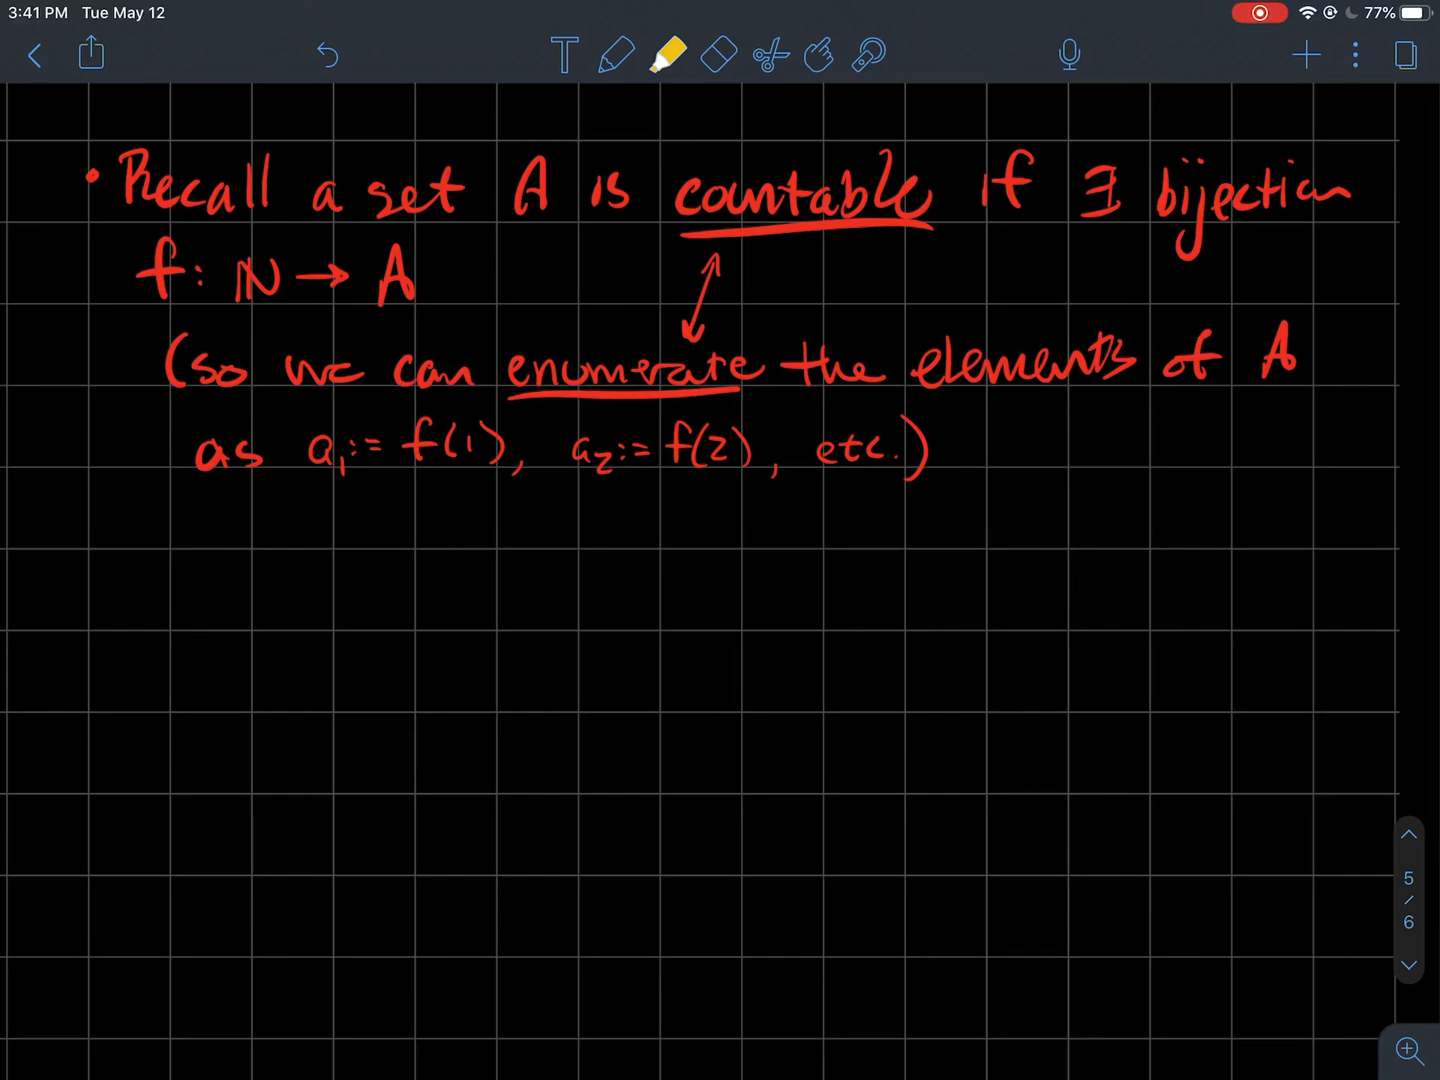 3:41 PM Tue May 12
77%
• Recall a set A is countable if ∃ bijection
f: ℕ → A
(so we can enumerate the elements of A
as a₁ := f(1), a₂ := f(2), etc.)
5
/
6